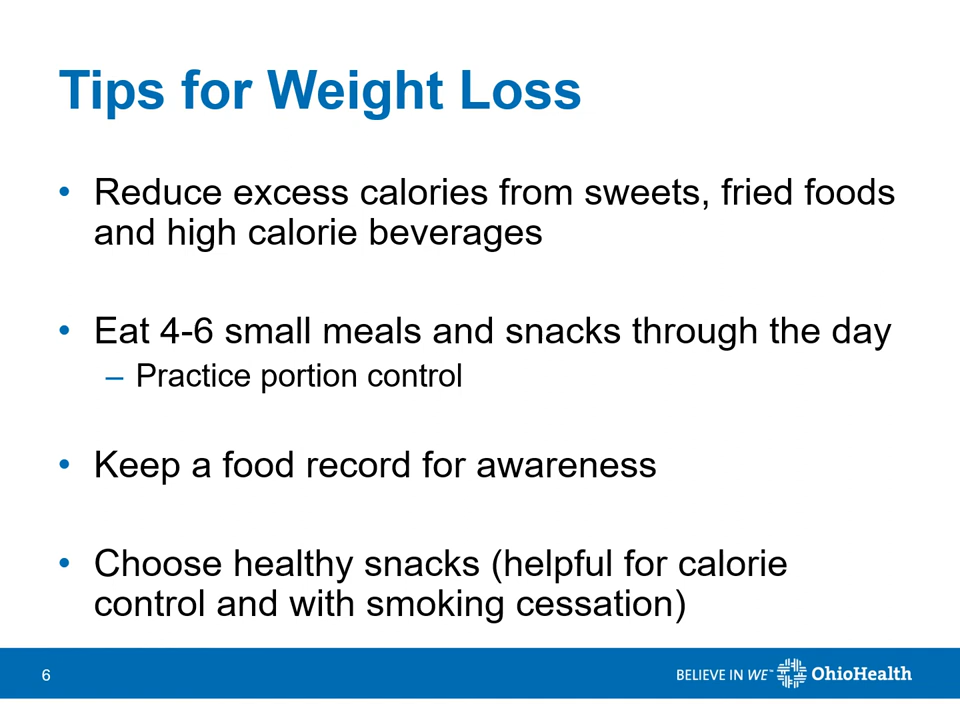 Tips for Weight Loss
• Reduce excess calories from sweets, fried foods
and high calorie beverages
• Eat 4-6 small meals and snacks through the day
– Practice portion control
• Keep a food record for awareness
• Choose healthy snacks (helpful for calorie
control and with smoking cessation)
6 BELIEVE IN WE™ OhioHealth